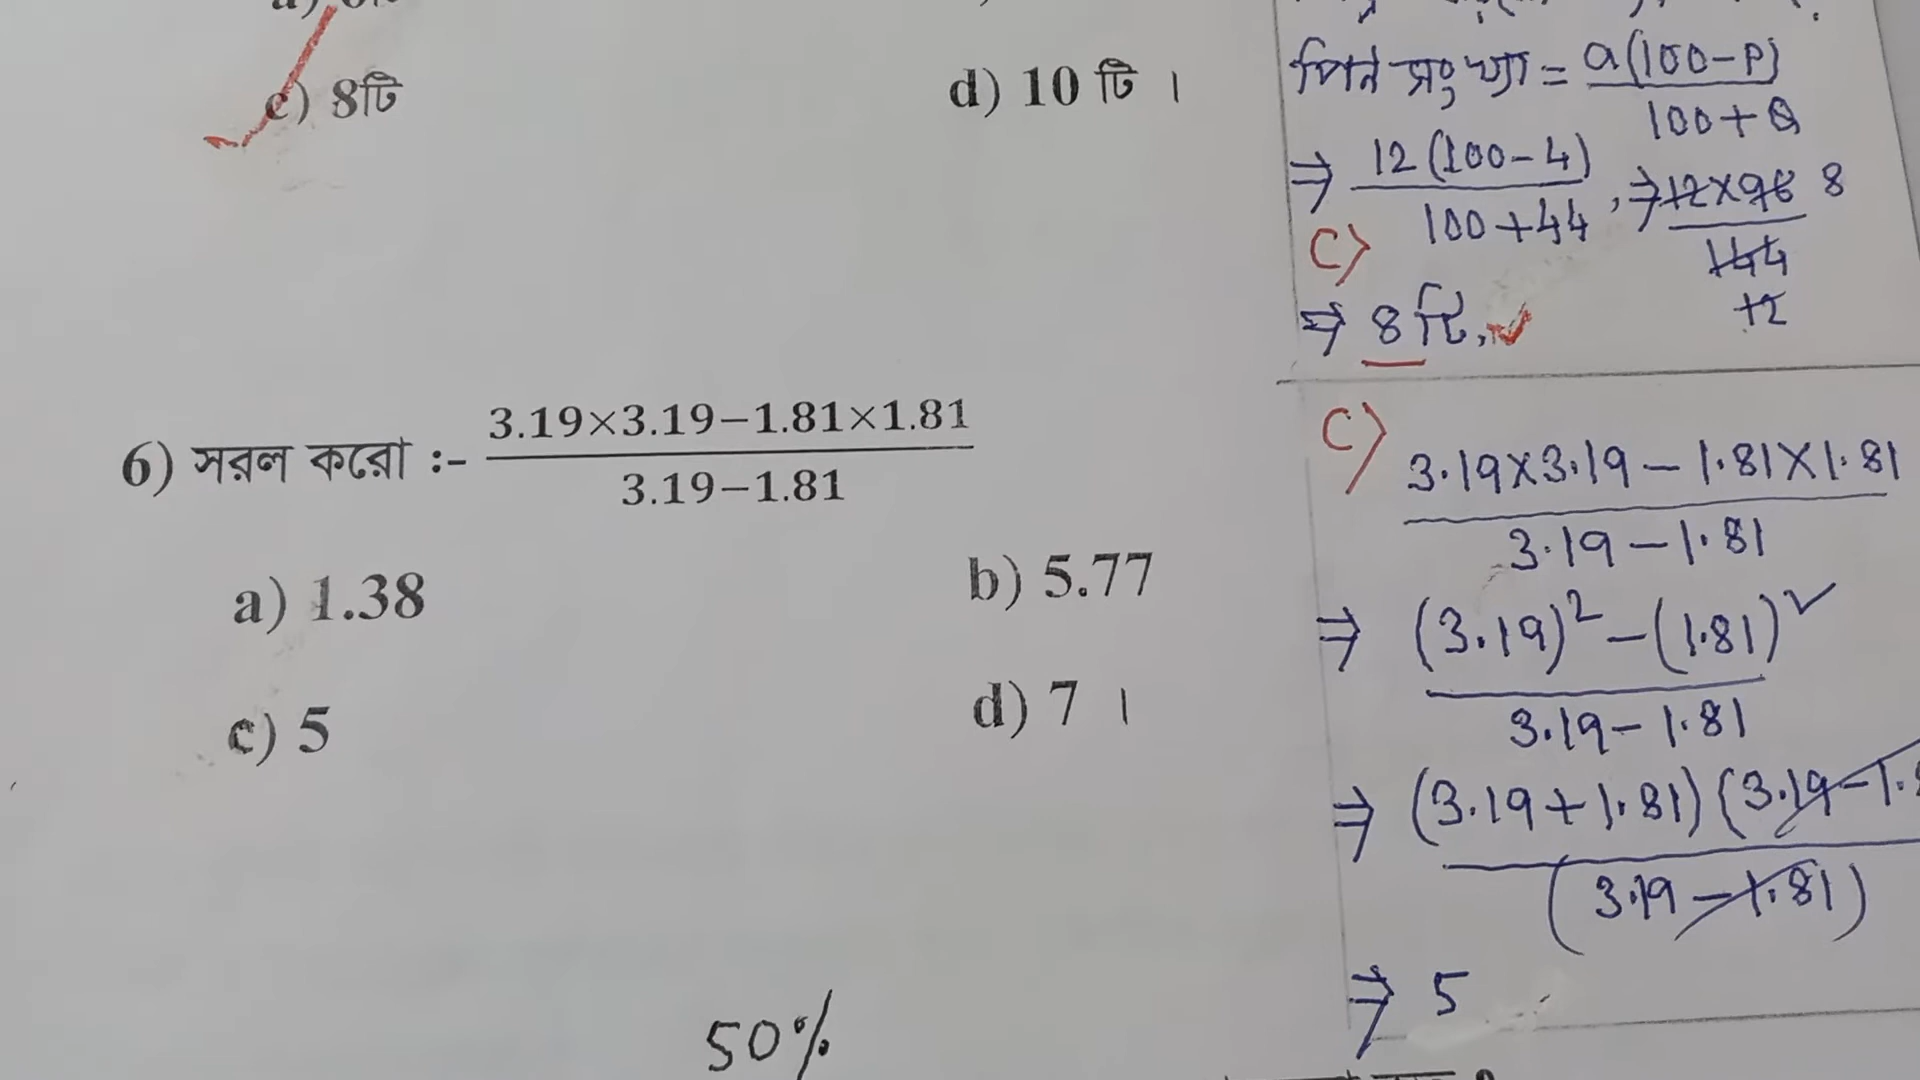 c) 8টি
d) 10 টি ।
6) সরল করো :- 3.19×3.19−1.81×1.81
3.19−1.81
a) 1.38
b) 5.77
c) 5
d) 7 ।
50%
= a(100-P)
100+Q
⇒ 12(100-4)
100+44
, ⇒ 12×96 8
144
12
C)
⇒ 8 টি,
C)
3.19×3.19 - 1.81×1.81
3.19-1.81
⇒ (3.19)² - (1.81)²
3.19-1.81
⇒ (3.19+1.81)(3.19-1.
(3.19-1.81)
⇒ 5